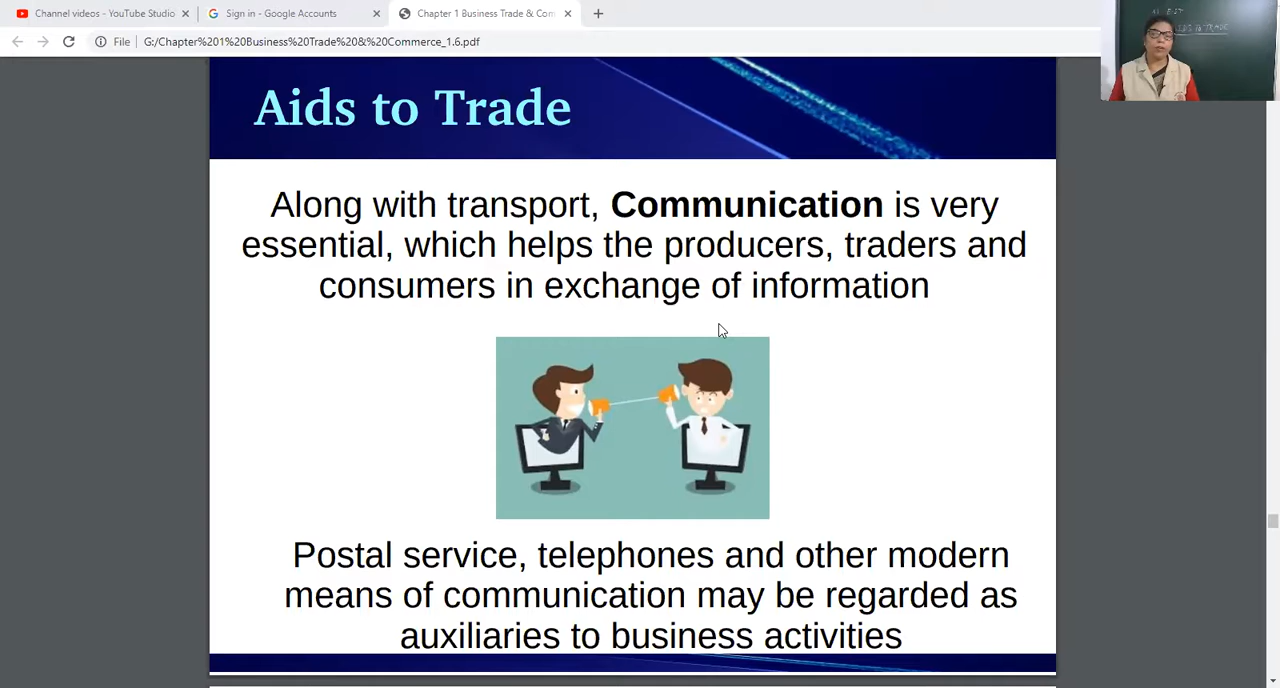 Channel videos - YouTube Studio
Sign in - Google Accounts
Chapter 1 Business Trade & Com
File
G:/Chapter%201%20Business%20Trade%20&%20Commerce_1.6.pdf
Aids to Trade
Along with transport, Communication is very
essential, which helps the producers, traders and
consumers in exchange of information
Postal service, telephones and other modern
means of communication may be regarded as
auxiliaries to business activities